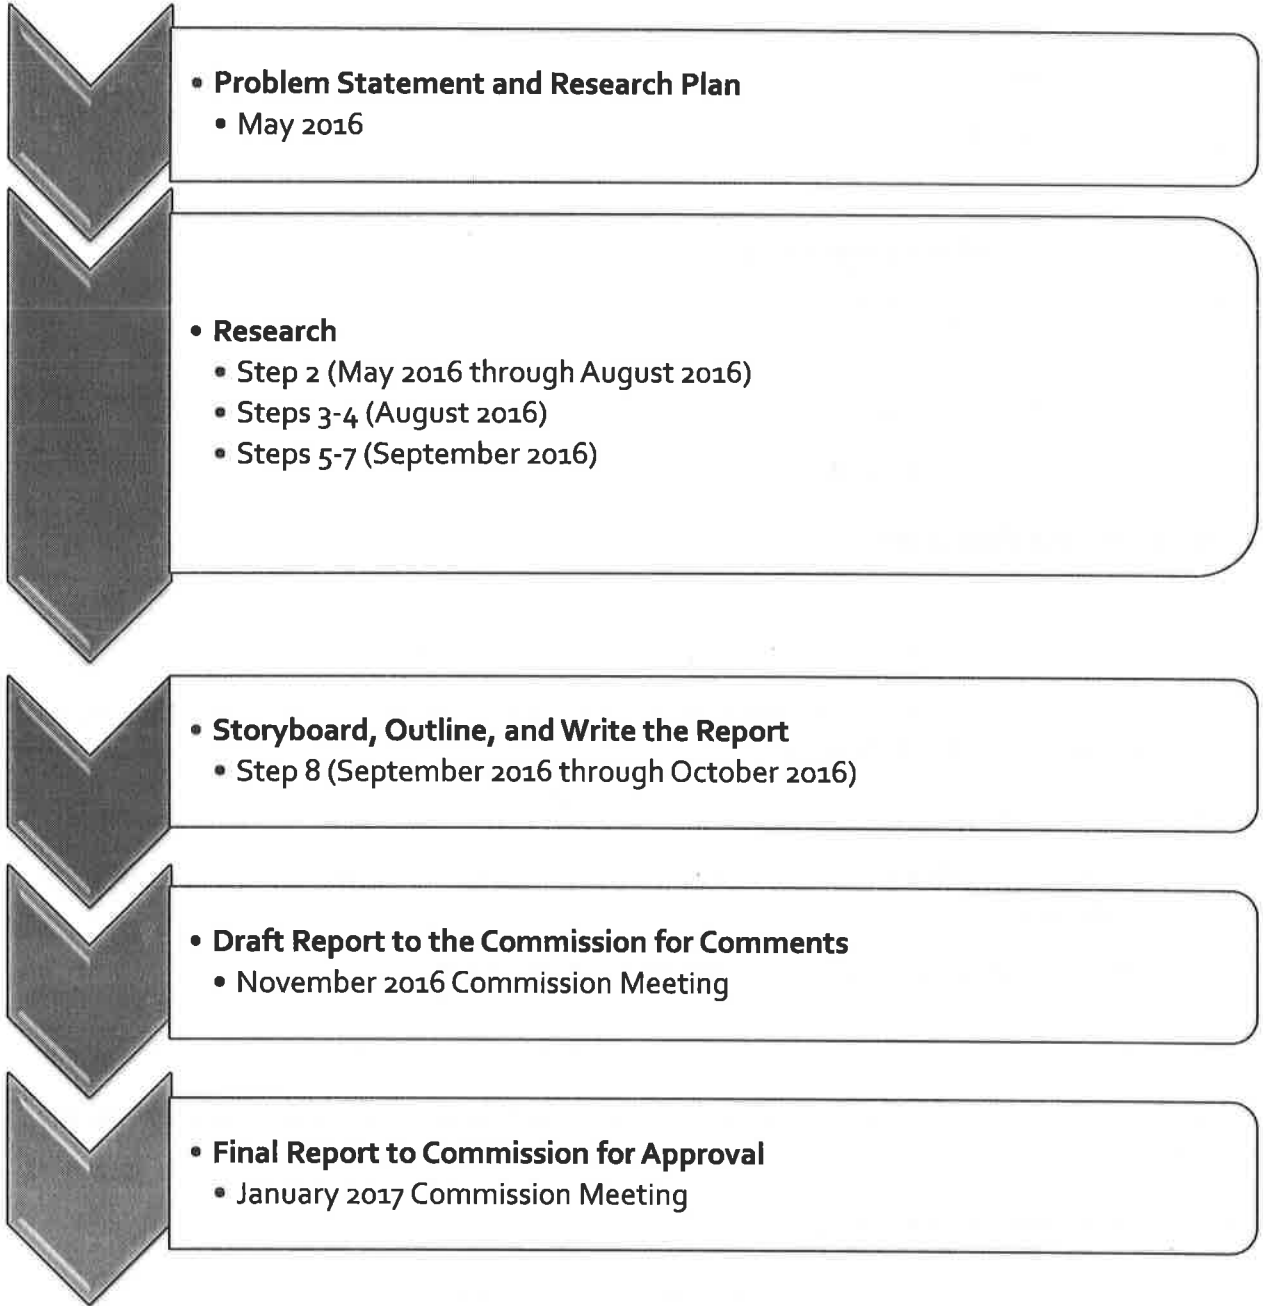 • Problem Statement and Research Plan
• May 2016
• Research
• Step 2 (May 2016 through August 2016)
• Steps 3-4 (August 2016)
• Steps 5-7 (September 2016)
• Storyboard, Outline, and Write the Report
• Step 8 (September 2016 through October 2016)
• Draft Report to the Commission for Comments
• November 2016 Commission Meeting
• Final Report to Commission for Approval
• January 2017 Commission Meeting